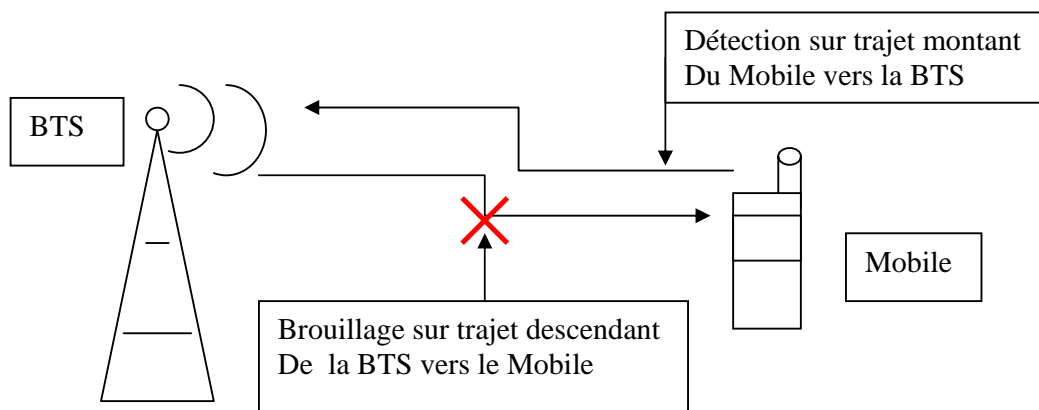 Détection sur trajet montant
Du Mobile vers la BTS
BTS
Mobile
Brouillage sur trajet descendant
De la BTS vers le Mobile